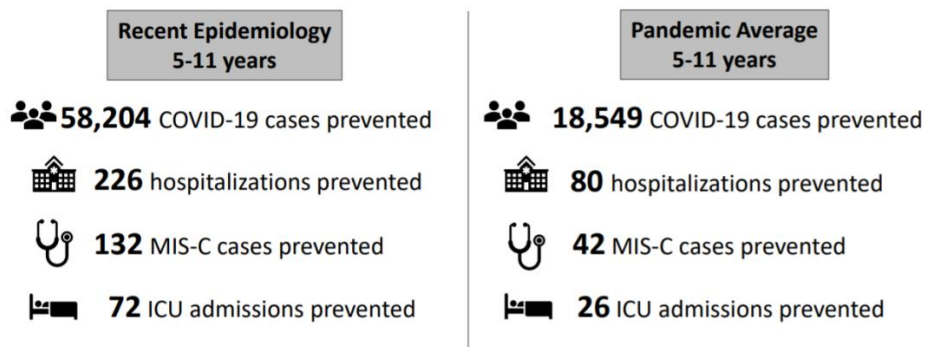 Recent Epidemiology
5-11 years
58,204 COVID-19 cases prevented
226 hospitalizations prevented
132 MIS-C cases prevented
72 ICU admissions prevented
Pandemic Average
5-11 years
18,549 COVID-19 cases prevented
80 hospitalizations prevented
42 MIS-C cases prevented
26 ICU admissions prevented